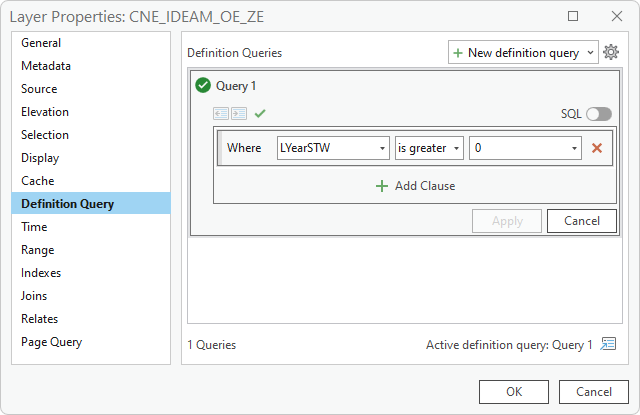 Layer Properties: CNE_IDEAM_OE_ZE
General
Metadata
Source
Elevation
Selection
Display
Cache
Definition Query
Time
Range
Indexes
Joins
Relates
Page Query
Definition Queries
New definition query
Query 1
SQL
Where LYearSTW is greater 0
Add Clause
Apply Cancel
1 Queries
Active definition query: Query 1
OK Cancel